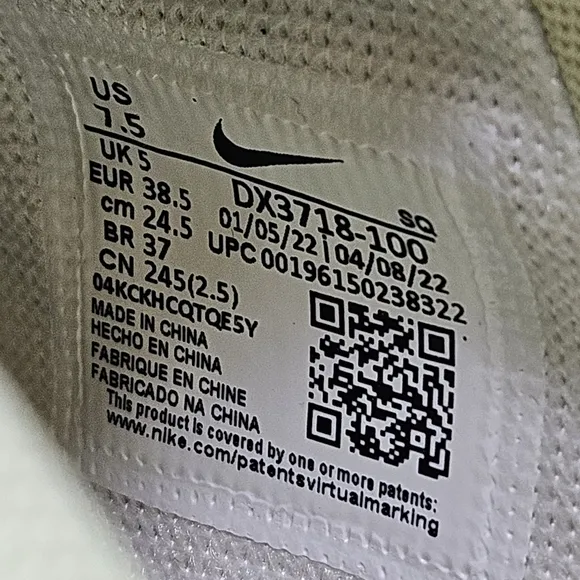 US
7.5
SQ
UK 5
EUR 38.5
DX3718-100
cm 24.5
01/05/22 | 04/08/22
BR 37
UPC 00196150238322
CN 245(2.5)
04KCKHCQTQE5Y
MADE IN CHINA
HECHO EN CHINA
FABRIQUE EN CHINE
FABRICADO NA CHINA
This product is covered by one or more patents:
www.nike.com/patentsvirtualmarking